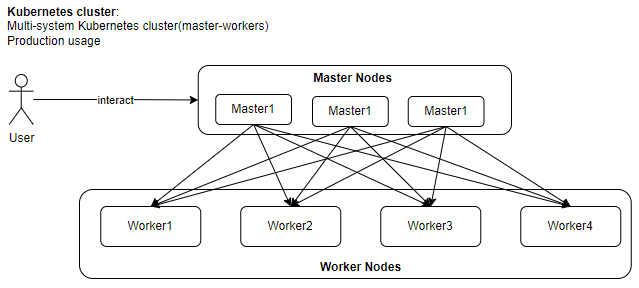 Kubernetes cluster:
Multi-system Kubernetes cluster(master-workers)
Production usage
Master Nodes
Master1
Master1
Master1
interact
User
Worker1
Worker2
Worker3
Worker4
Worker Nodes